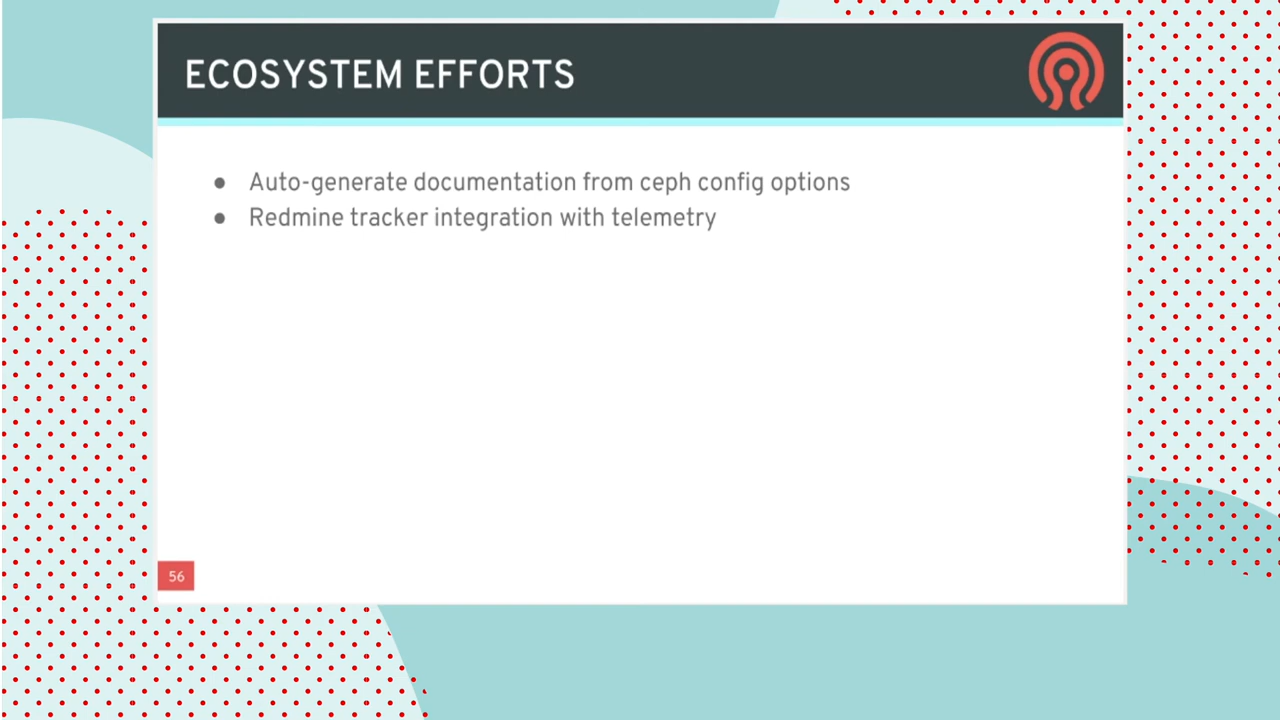 ECOSYSTEM EFFORTS
● Auto-generate documentation from ceph config options
● Redmine tracker integration with telemetry
56